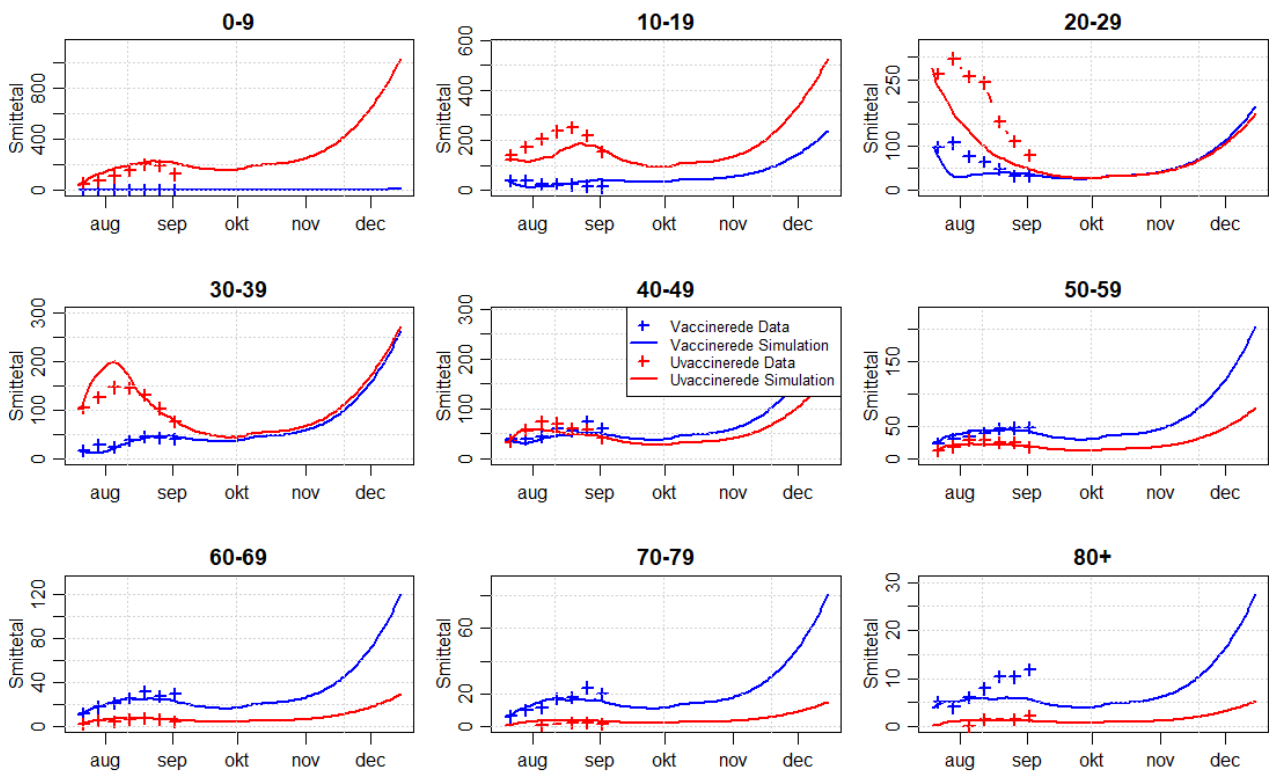 0-9
Smittetal
0 400 800
aug sep okt nov dec
10-19
Smittetal
0 200 400 600
aug sep okt nov dec
20-29
Smittetal
0 100 250
aug sep okt nov dec
30-39
Smittetal
0 100 200 300
aug sep okt nov dec
40-49
Smittetal
0 100 200 300
Vaccinerede Data
Vaccinerede Simulation
Uvaccinerede Data
Uvaccinerede Simulation
aug sep okt nov dec
50-59
Smittetal
0 50 150
aug sep okt nov dec
60-69
Smittetal
0 40 80 120
aug sep okt nov dec
70-79
Smittetal
0 20 60
aug sep okt nov dec
80+
Smittetal
0 10 20 30
aug sep okt nov dec